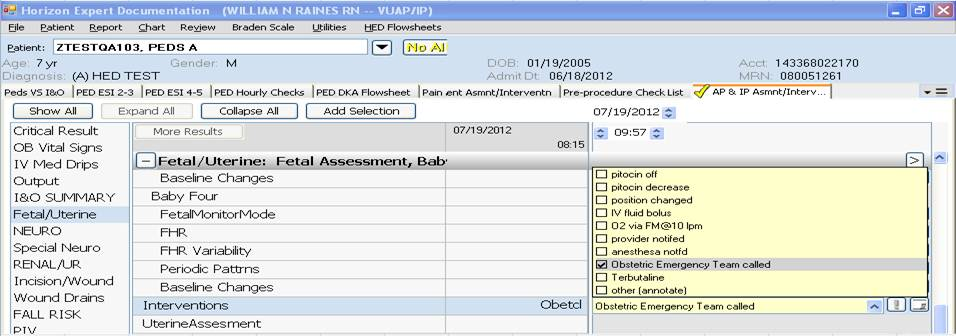 Horizon Expert Documentation (WILLIAM N RAINES RN -- VUAP/IP)
File Patient Report Chart Review Braden Scale Utilities HED Flowsheets
Patient: ZTESTQA103, PEDS A No Al
Age: 7 yr Gender: M DOB: 01/19/2005 Acct: 143368022170
Diagnosis: (A) HED TEST Admit Dt: 06/18/2012 MRN: 080051261
Peds VS I&O PED ESI 2-3 PED ESI 4-5 PED Hourly Checks PED DKA Flowsheet Pain ent Asmnt/Interventn Pre-procedure Check List AP & IP Asmnt/Interv...
Show All Expand All Collapse All Add Selection 07/19/2012
Critical Result
OB Vital Signs
IV Med Drips
Output
I&O SUMMARY
Fetal/Uterine
NEURO
Special Neuro
RENAL/UR
Incision/Wound
Wound Drains
FALL RISK
PIV
More Results 07/19/2012 09:57
08:15
Fetal/Uterine: Fetal Assessment, Bab >
Baseline Changes
Baby Four
FetalMonitorMode
FHR
FHR Variability
Periodic Pattrns
Baseline Changes
Interventions Obetcl
UterineAssesment
pitocin off
pitocin decrease
position changed
IV fluid bolus
O2 via FM@10 lpm
provider notifed
anesthesa notfd
Obstetric Emergency Team called
Terbutaline
other (annotate)
Obstetric Emergency Team called